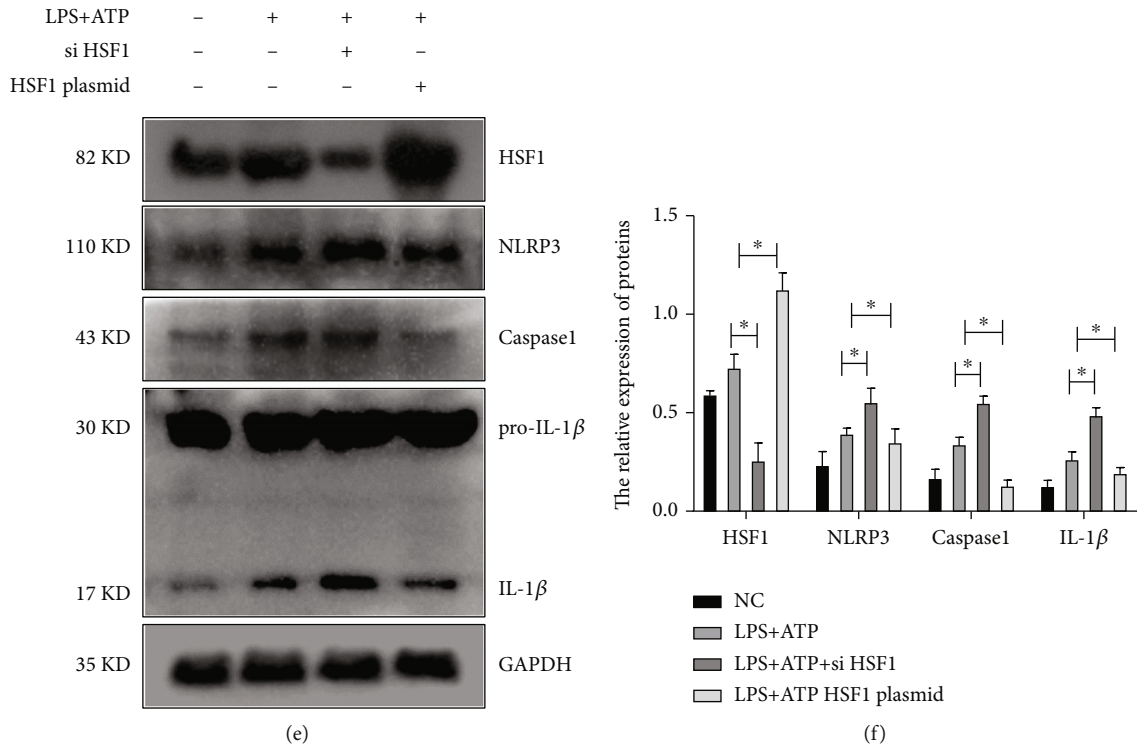 LPS+ATP – + + +
si HSF1 – – + –
HSF1 plasmid – – – +
82 KD HSF1
110 KD NLRP3
43 KD Caspase1
30 KD pro-IL-1β
17 KD IL-1β
35 KD GAPDH
(e)
The relative expression of proteins
1.5
1.0
0.5
0.0
* *
* *
* *
* *
HSF1 NLRP3 Caspase1 IL-1β
NC
LPS+ATP
LPS+ATP+si HSF1
LPS+ATP HSF1 plasmid
(f)